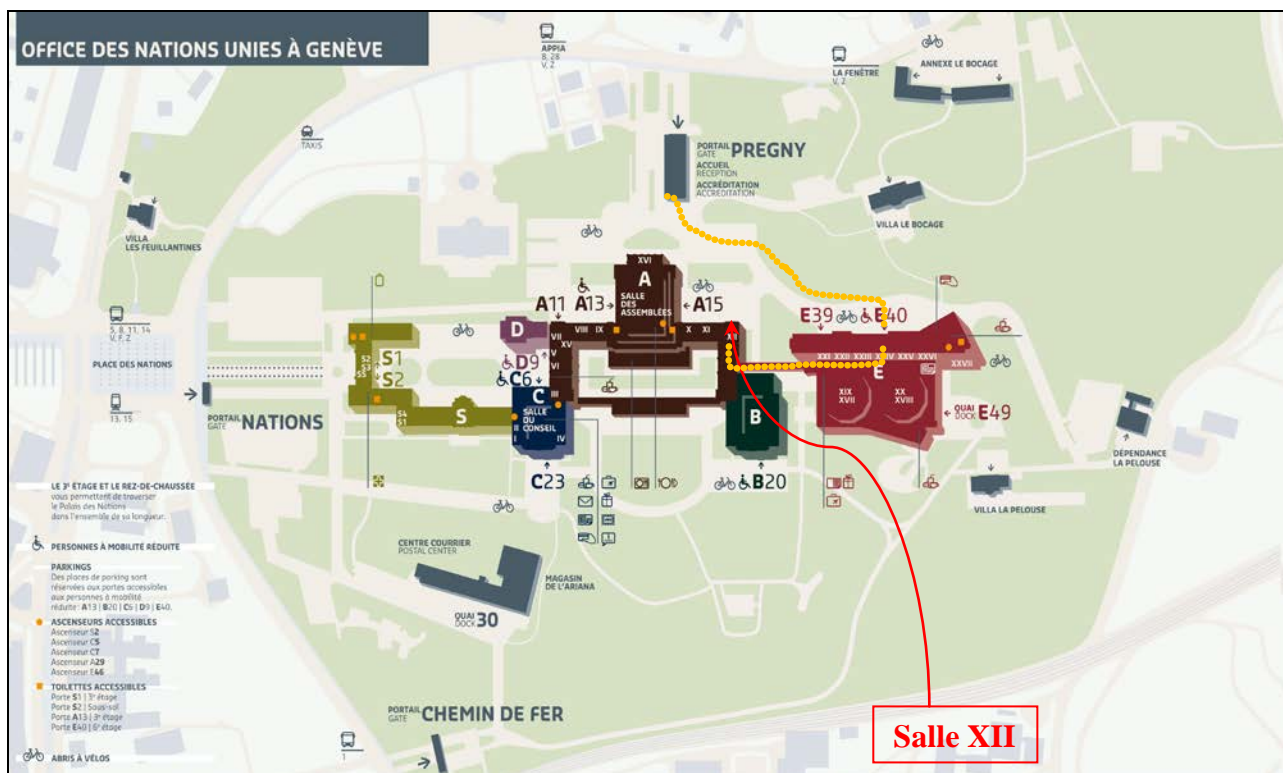 OFFICE DES NATIONS UNIES À GENÈVE
APPIA
8, 28
V, Z
LA FENÊTRE
V, Z
ANNEXE LE BOCAGE
TAXIS
PORTAIL
GATE PREGNY
ACCUEIL
RECEPTION
ACCRÉDITATION
ACCREDITATION
VILLA
LES FEUILLANTINES
VILLA LE BOCAGE
XVI
A
SALLE
DES
ASSEMBLÉES
A11 A13 A15
E39 E40
5, 8, 11, 14
V, F, Z
PLACE DES NATIONS
13, 15
D
VII
VIII IX
X XI
XII
XV
V
VI
D9
C6
S1
S2
S2
XXI XXII XXIII XXIV XXV XXVI
XXVII
E
XIX
XVII
XX
XVIII
C
SALLE
DU
CONSEIL
III
II
I
IV
S
S4
S1
B
PORTAIL
GATE NATIONS
QUAI
DOCK E49
DÉPENDANCE
LA PELOUSE
C23
B20
VILLA LA PELOUSE
LE 3e ÉTAGE ET LE REZ-DE-CHAUSSÉE
vous permettent de traverser
le Palais des Nations
dans l'ensemble de sa longueur.
PERSONNES À MOBILITÉ RÉDUITE
PARKINGS
Des places de parking sont
réservées aux portes accessibles
aux personnes à mobilité
réduite : A13 | B20 | C6 | D9 | E40.
ASCENSEURS ACCESSIBLES
Ascenseur S2
Ascenseur C5
Ascenseur C7
Ascenseur A29
Ascenseur E46
TOILETTES ACCESSIBLES
Porte S1 | 3e étage
Porte S2 | Sous-sol
Porte A13 | 3e étage
Porte E40 | 6e étage
ABRIS À VÉLOS
CENTRE COURRIER
POSTAL CENTER
MAGASIN
DE L'ARIANA
QUAI
DOCK 30
PORTAIL
GATE CHEMIN DE FER
1
Salle XII